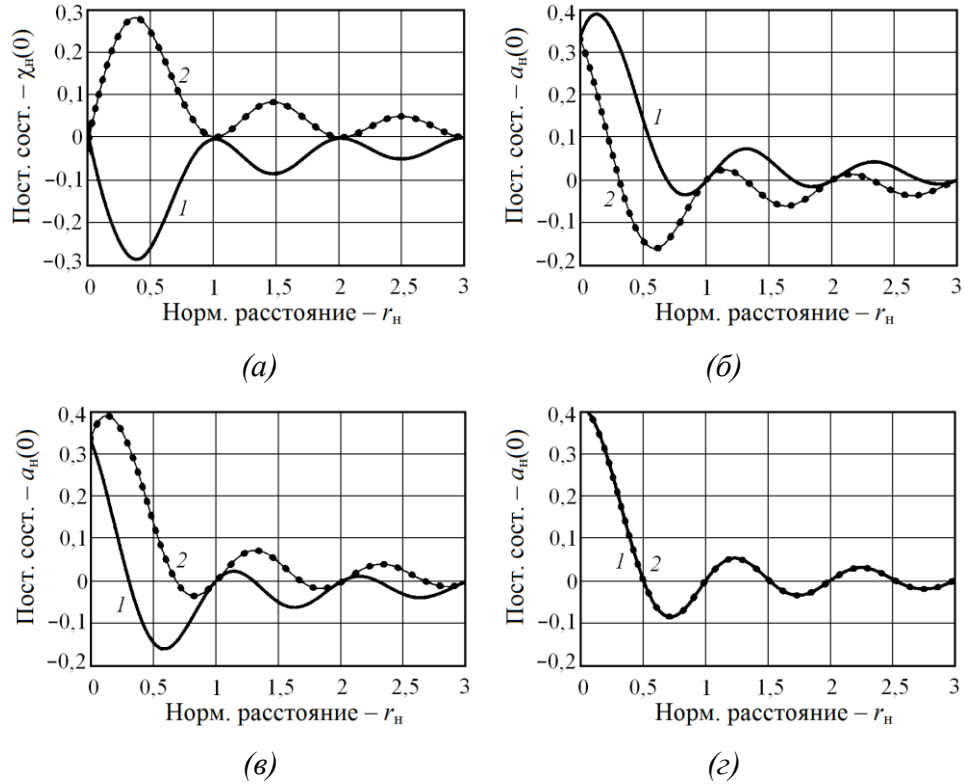 Пост. сост. – χн(0)
0,3
0,2
0,1
0
–0,1
–0,2
–0,3
2
1
0 0,5 1 1,5 2 2,5 3
Норм. расстояние – rн
(а)
Пост. сост. – aн(0)
0,4
0,3
0,2
0,1
0
–0,1
–0,2
1
2
0 0,5 1 1,5 2 2,5 3
Норм. расстояние – rн
(б)
Пост. сост. – aн(0)
0,4
0,3
0,2
0,1
0
–0,1
–0,2
2
1
0 0,5 1 1,5 2 2,5 3
Норм. расстояние – rн
(в)
Пост. сост. – aн(0)
0,4
0,3
0,2
0,1
0
–0,1
–0,2
1 2
0 0,5 1 1,5 2 2,5 3
Норм. расстояние – rн
(г)